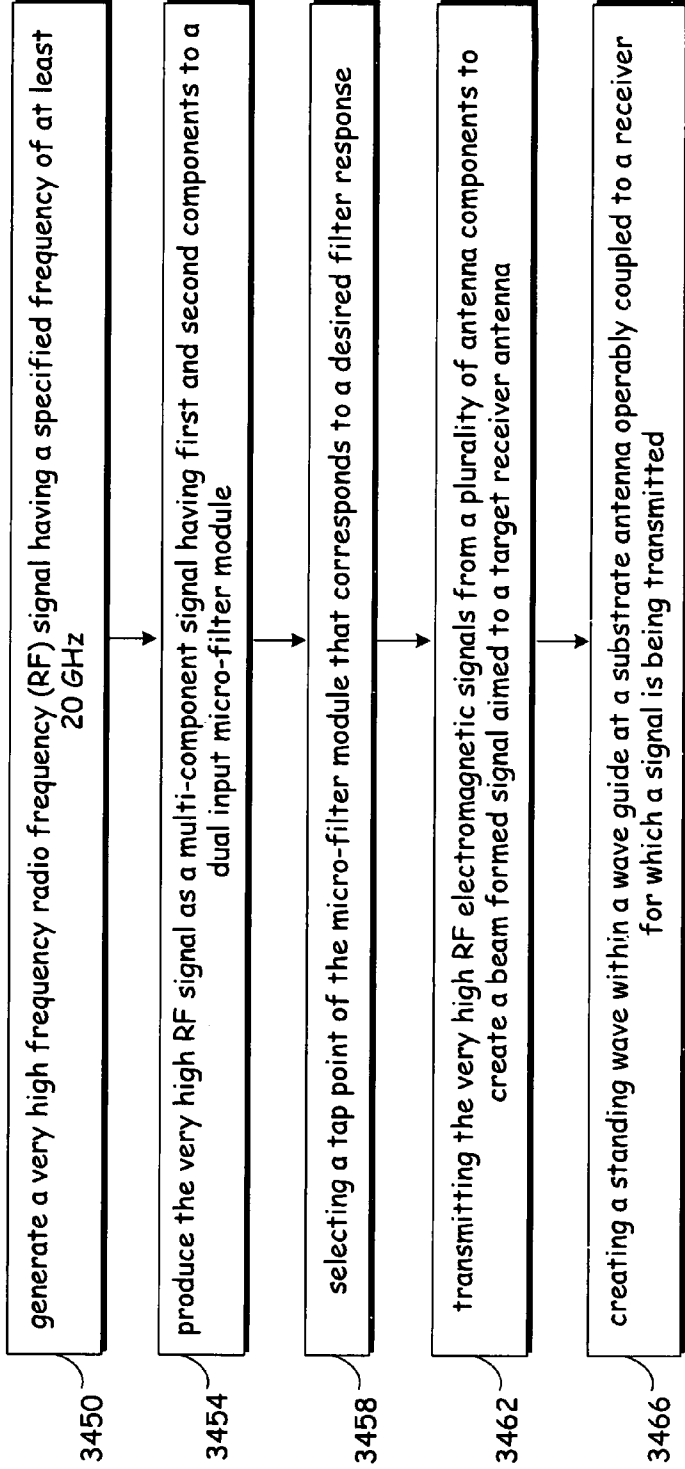 3450
generate a very high frequency radio frequency (RF) signal having a specified frequency of at least
20 GHz
3454
produce the very high RF signal as a multi-component signal having first and second components to a
dual input micro-filter module
3458
selecting a tap point of the micro-filter module that corresponds to a desired filter response
3462
transmitting the very high RF electromagnetic signals from a plurality of antenna components to
create a beam formed signal aimed to a target receiver antenna
3466
creating a standing wave within a wave guide at a substrate antenna operably coupled to a receiver
for which a signal is being transmitted